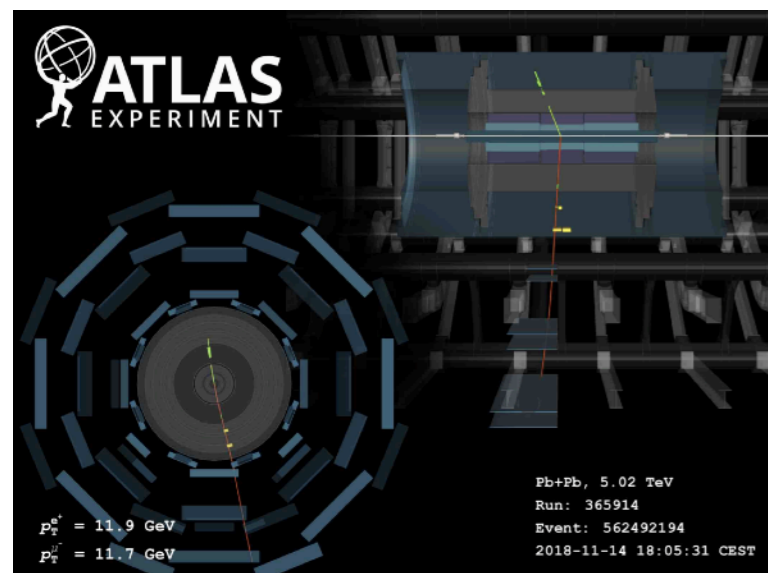 ATLAS
EXPERIMENT
Pb+Pb, 5.02 TeV
Run: 365914
Event: 562492194
2018-11-14 18:05:31 CEST
p_T^{e^+} = 11.9 GeV
p_T^{μ^-} = 11.7 GeV